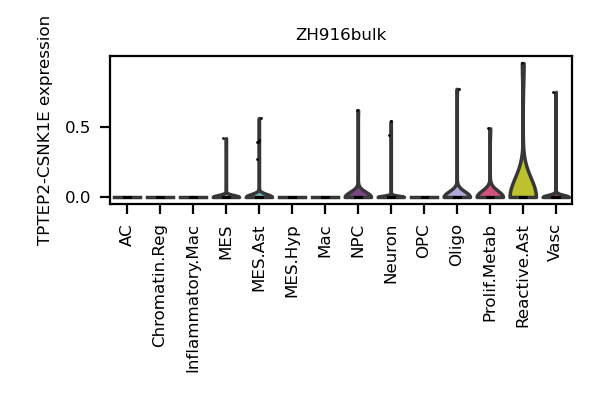 ZH916bulk
TPTEP2-CSNK1E expression
0.5
0.0
AC
Chromatin.Reg
Inflammatory.Mac
MES
MES.Ast
MES.Hyp
Mac
NPC
Neuron
OPC
Oligo
Prolif.Metab
Reactive.Ast
Vasc